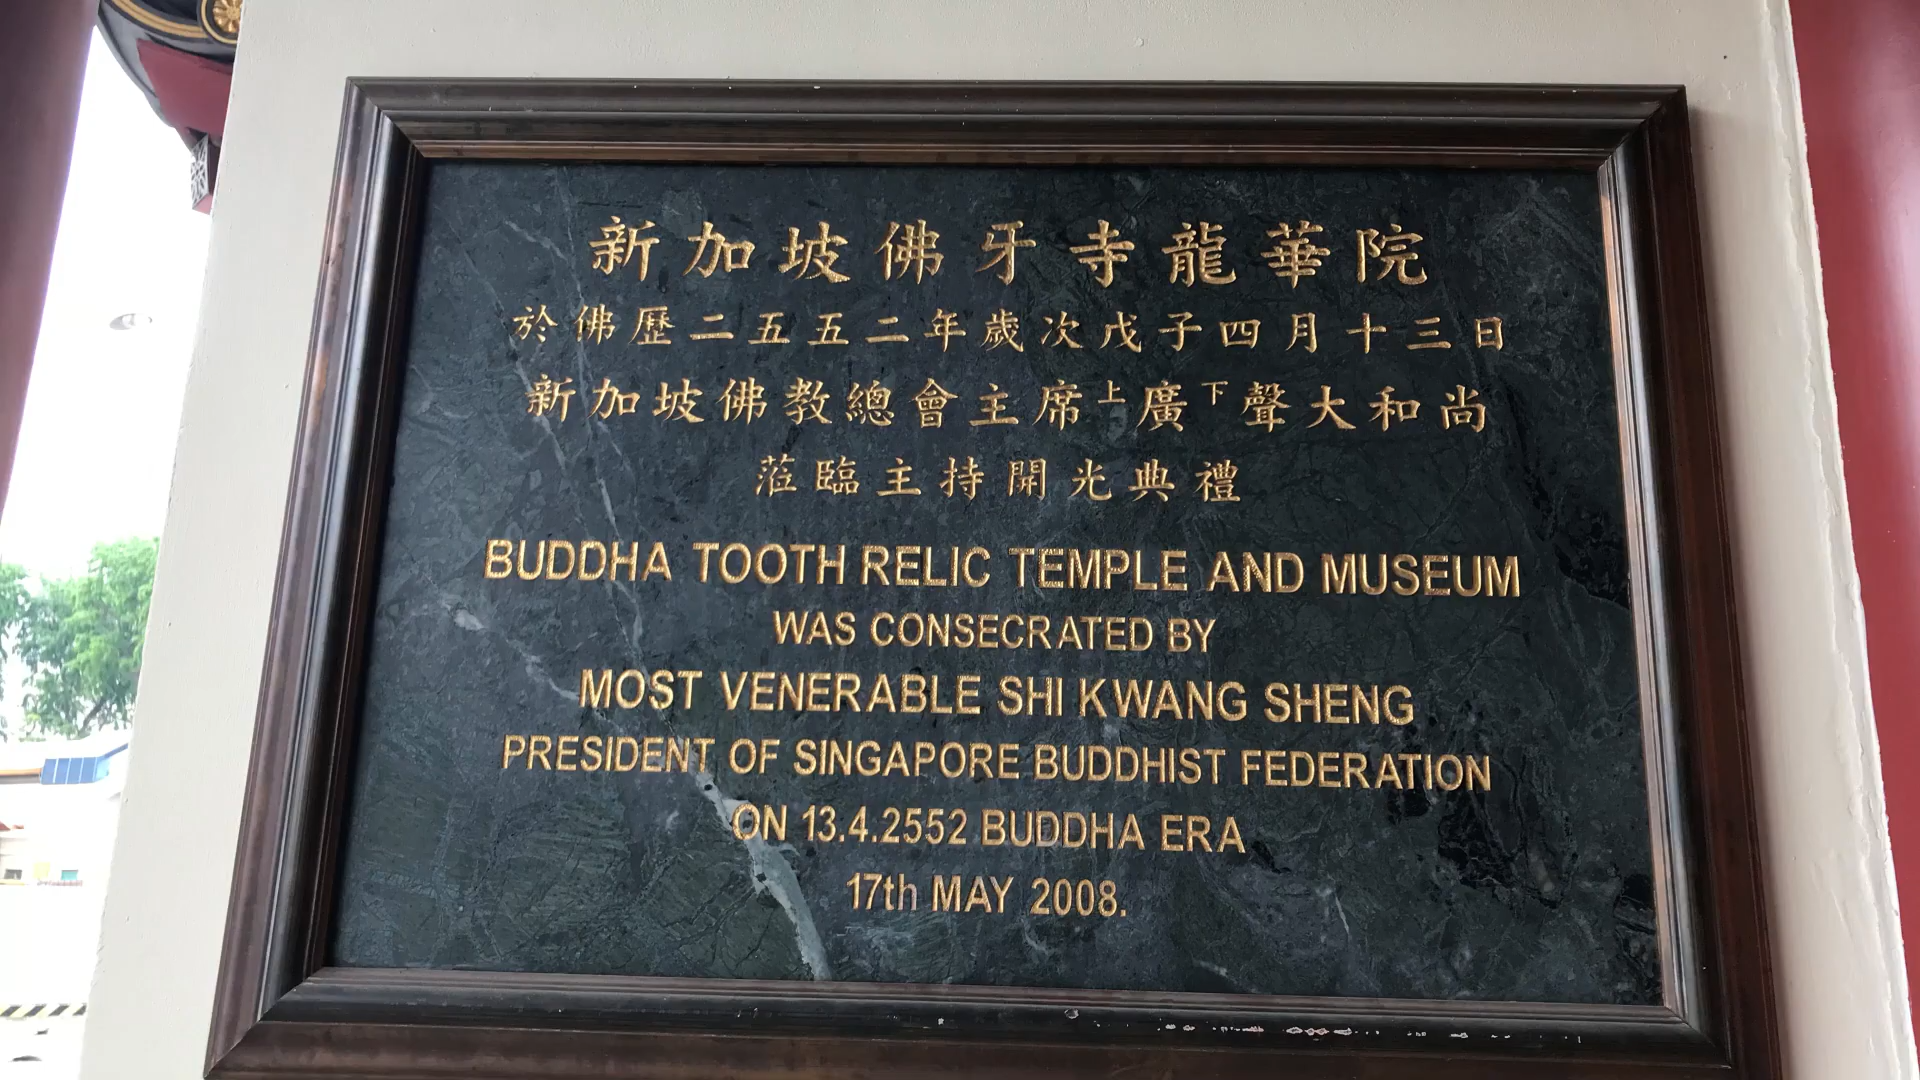 新加坡佛牙寺龍華院
於佛歷二五五二年歲次戊子四月十三日
新加坡佛教總會主席上廣下聲大和尚
蒞臨主持開光典禮
BUDDHA TOOTH RELIC TEMPLE AND MUSEUM
WAS CONSECRATED BY
MOST VENERABLE SHI KWANG SHENG
PRESIDENT OF SINGAPORE BUDDHIST FEDERATION
ON 13.4.2552 BUDDHA ERA
17th MAY 2008.